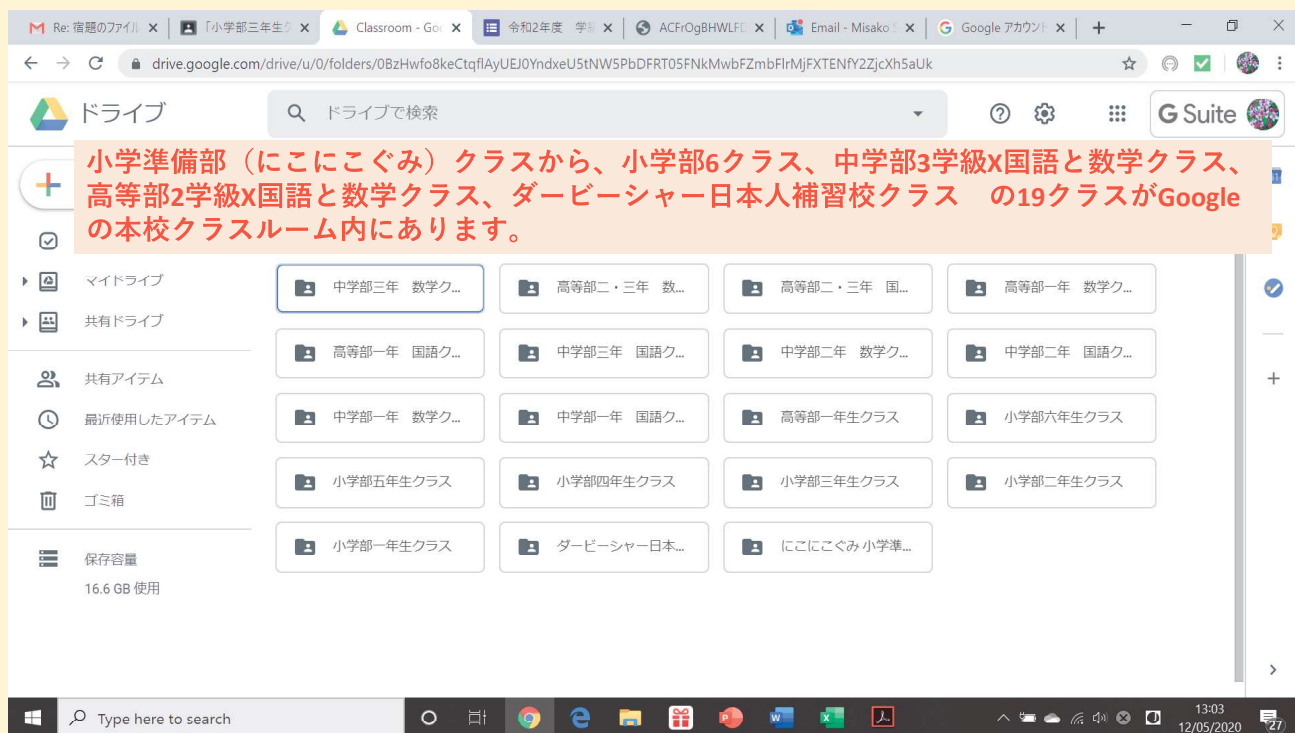 Re: 宿題のファイル
「小学部三年生ク
Classroom - Goo
令和2年度 学
ACFrOgBHWLFD
Email - Misako S
Google アカウント
drive.google.com/drive/u/0/folders/0BzHwfo8keCtqflAyUEJ0YndxeU5tNW5PbDFRT05FNkMwbFZmbFlrMjFXTENfY2ZjcXh5aUk
ドライブ
ドライブで検索
G Suite
小学準備部（にこにこぐみ）クラスから、小学部6クラス、中学部3学級X国語と数学クラス、
高等部2学級X国語と数学クラス、ダービーシャー日本人補習校クラス　の19クラスがGoogle
の本校クラスルーム内にあります。
マイドライブ
共有ドライブ
共有アイテム
最近使用したアイテム
スター付き
ゴミ箱
保存容量
16.6 GB 使用
中学部三年 数学ク...
高等部二・三年 数...
高等部二・三年 国...
高等部一年 数学ク...
高等部一年 国語ク...
中学部三年 国語ク...
中学部二年 数学ク...
中学部二年 国語ク...
中学部一年 数学ク...
中学部一年 国語ク...
高等部一年生クラス
小学部六年生クラス
小学部五年生クラス
小学部四年生クラス
小学部三年生クラス
小学部二年生クラス
小学部一年生クラス
ダービーシャー日本...
にこにこぐみ 小学準...
Type here to search
13:03
12/05/2020
27